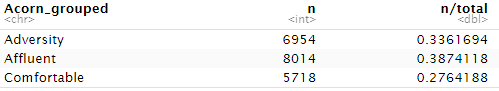 Acorn_grouped n n/total
<chr> <int> <dbl>
Adversity 6954 0.3361694
Affluent 8014 0.3874118
Comfortable 5718 0.2764188